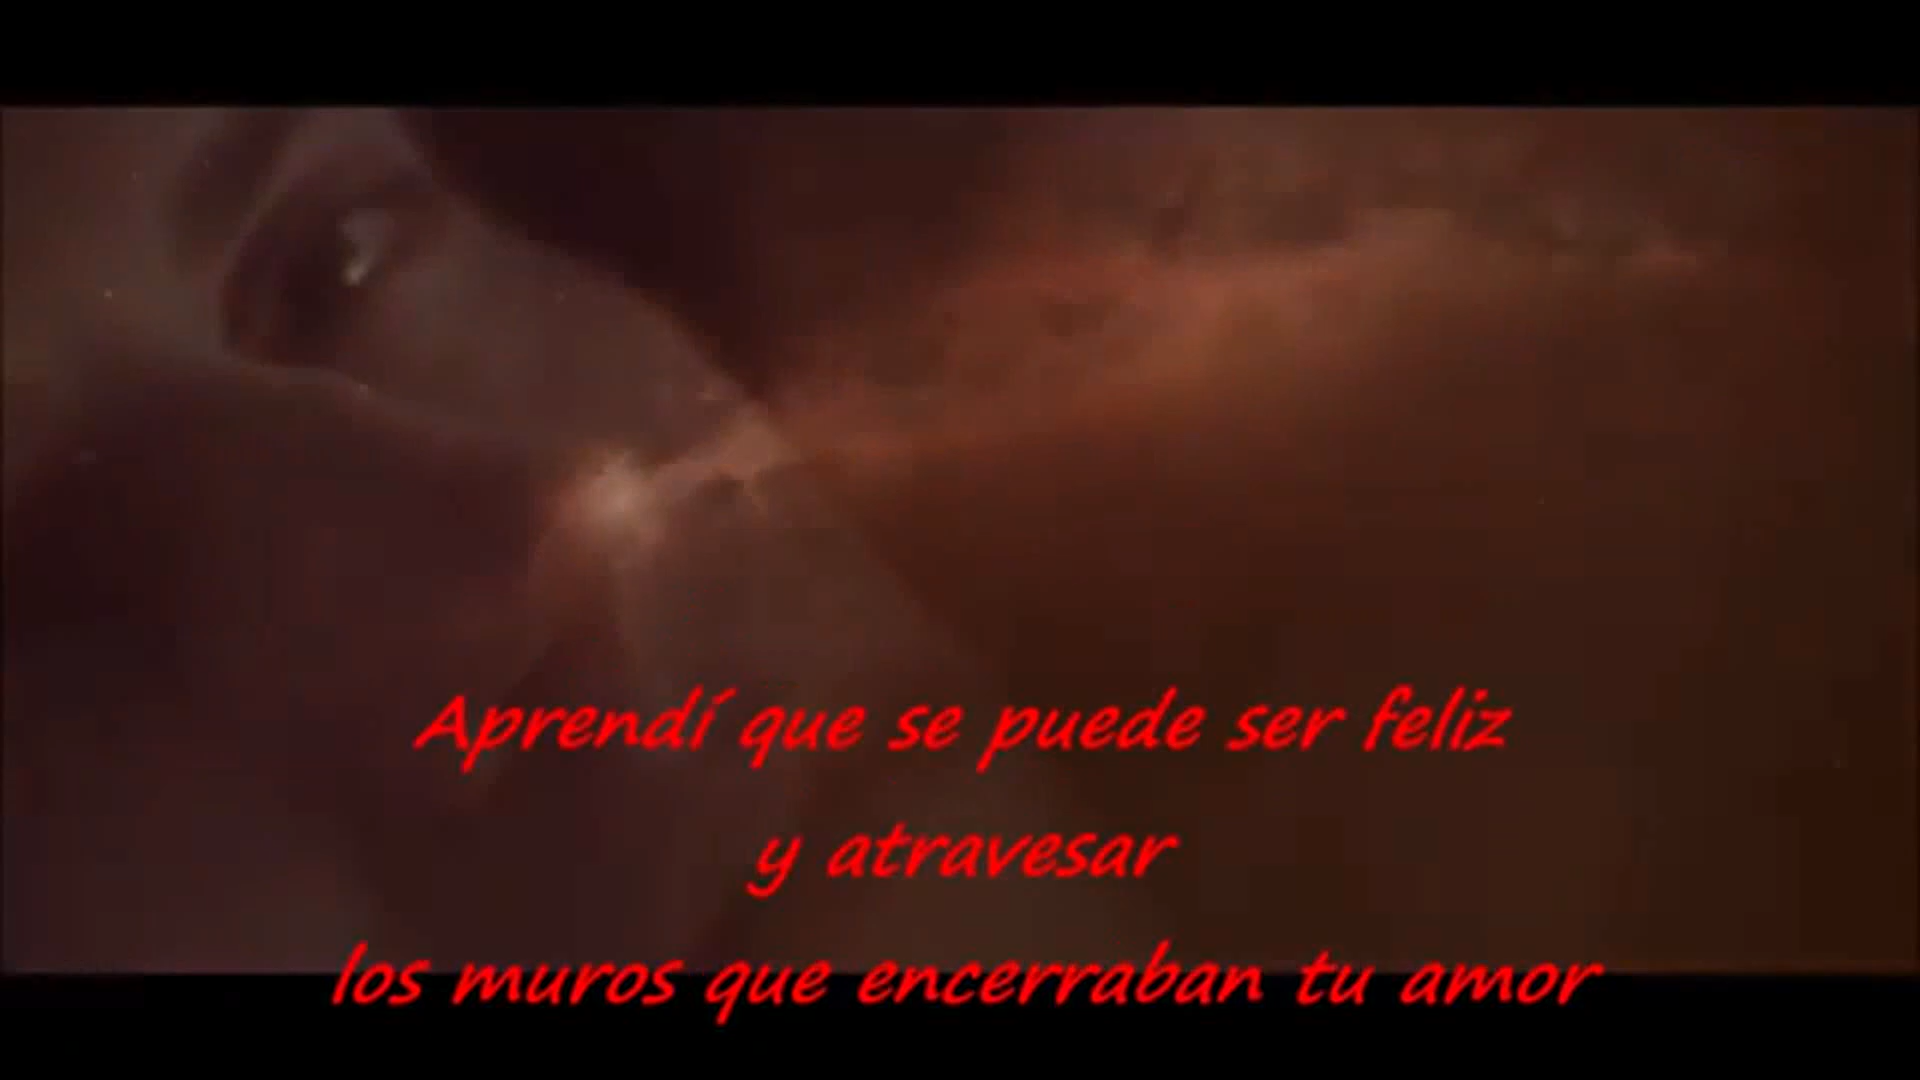 Aprendí que se puede ser feliz
y atravesar
los muros que encerraban tu amor